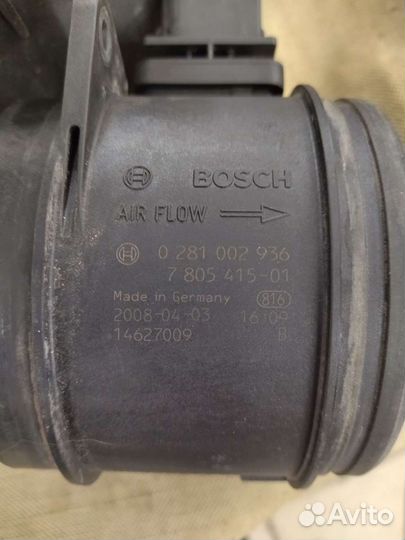 BOSCH
AIR FLOW
0 281 002 936
7 805 415-01
Made in Germany 816
2008-04-03 16:09
14627009 B
Avito